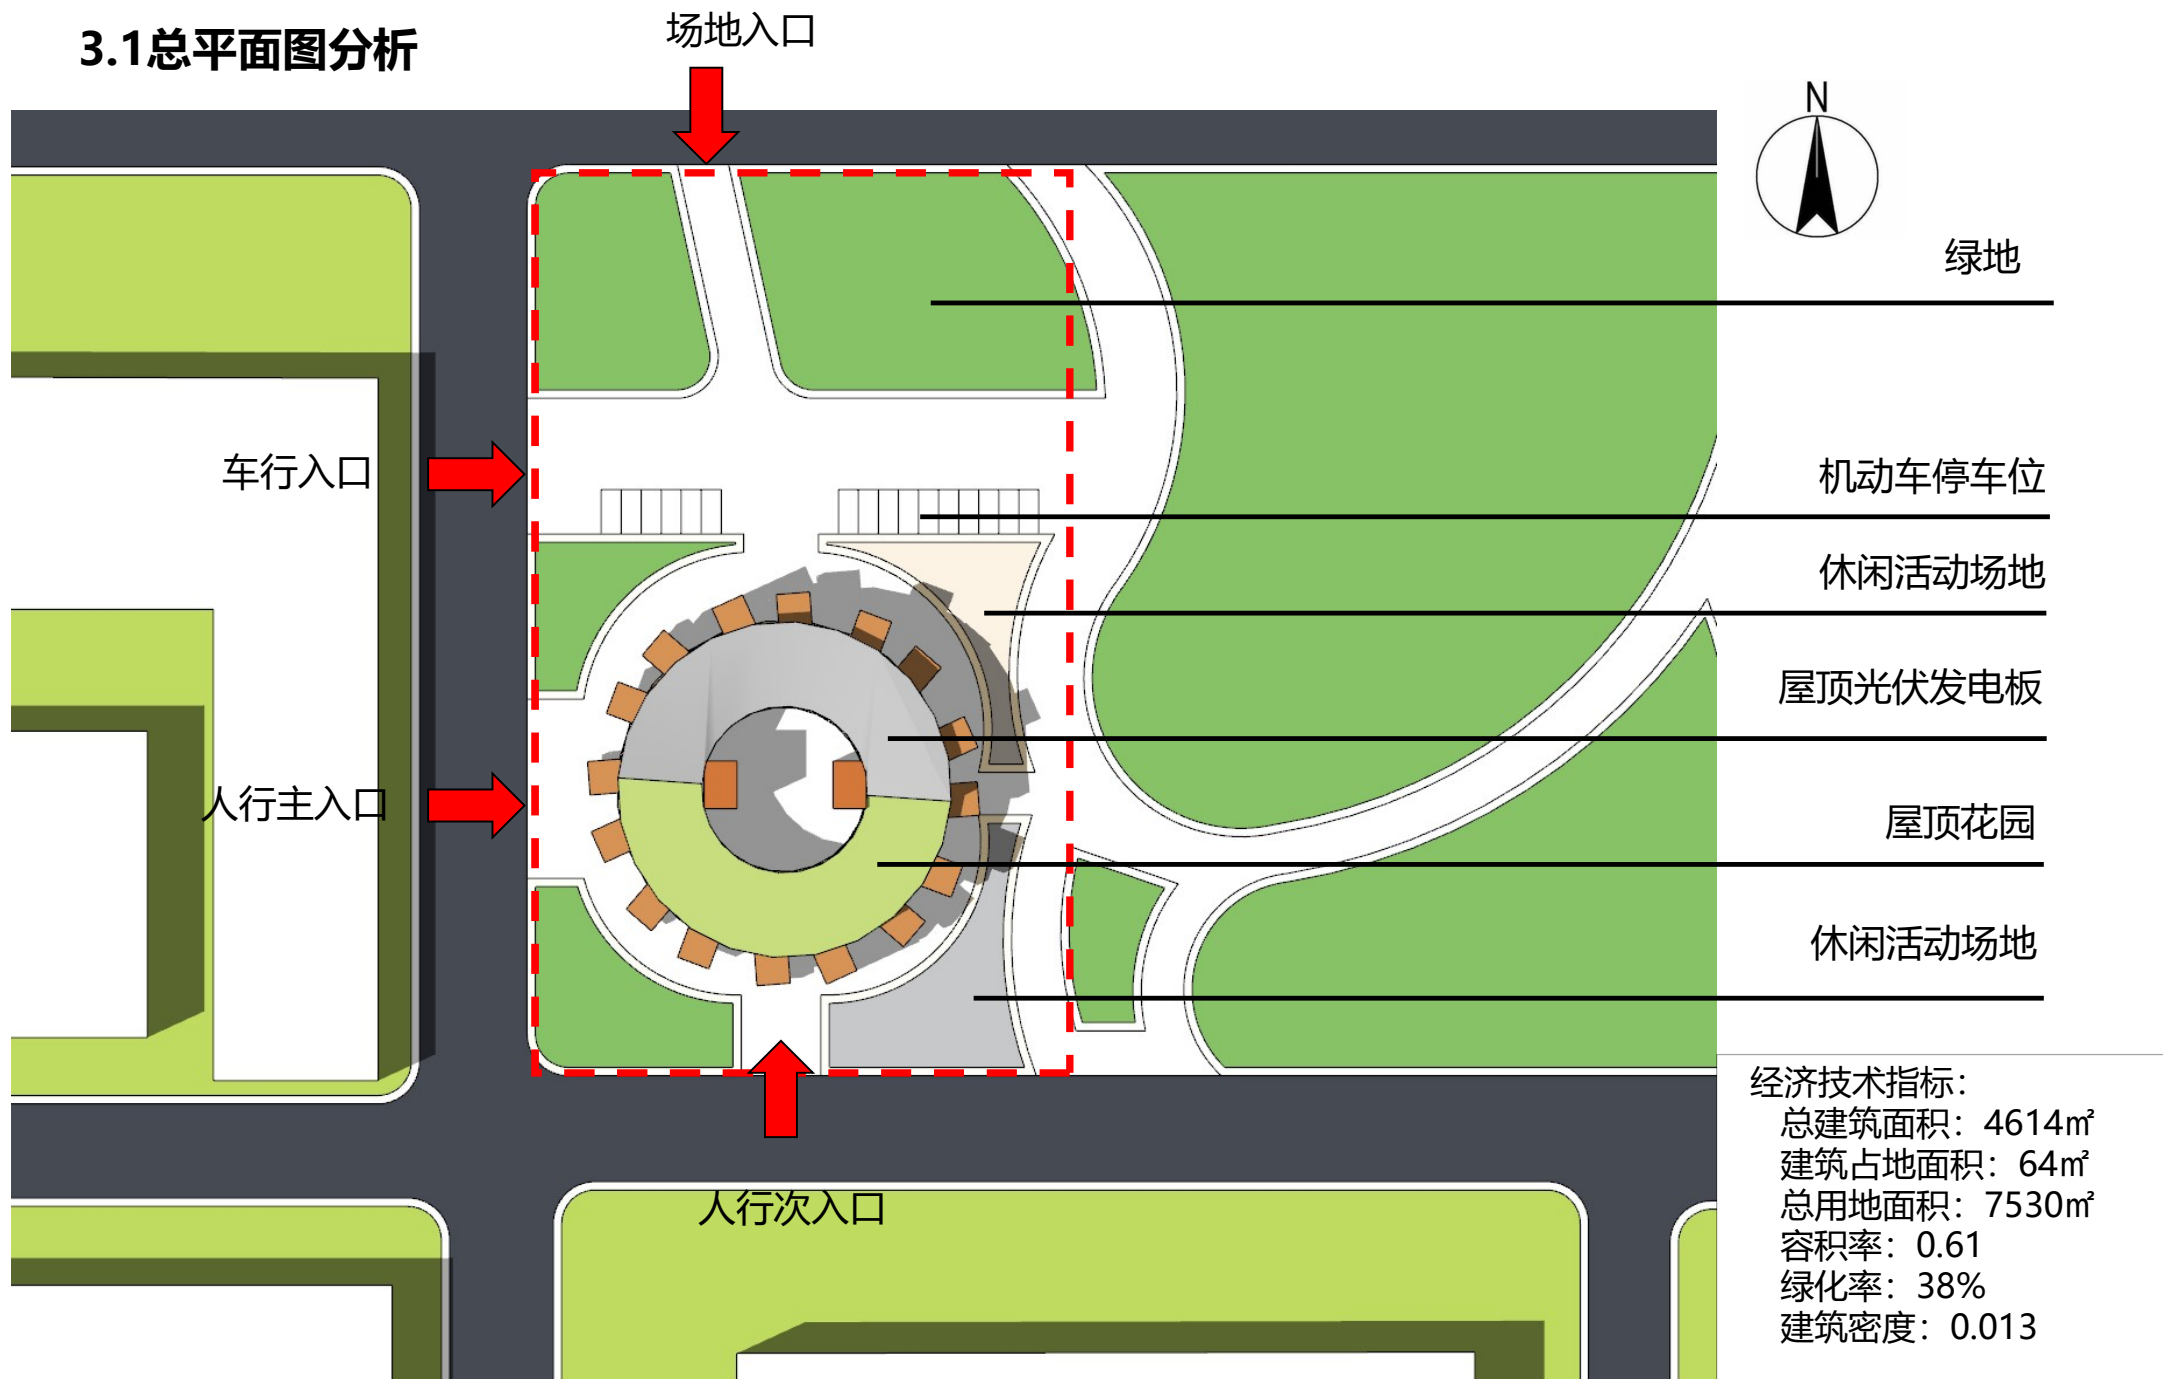 3.1总平面图分析
场地入口
N
绿地
车行入口
机动车停车位
休闲活动场地
屋顶光伏发电板
人行主入口
屋顶花园
休闲活动场地
人行次入口
经济技术指标：
总建筑面积：4614㎡
建筑占地面积：64㎡
总用地面积：7530㎡
容积率：0.61
绿化率：38%
建筑密度：0.013